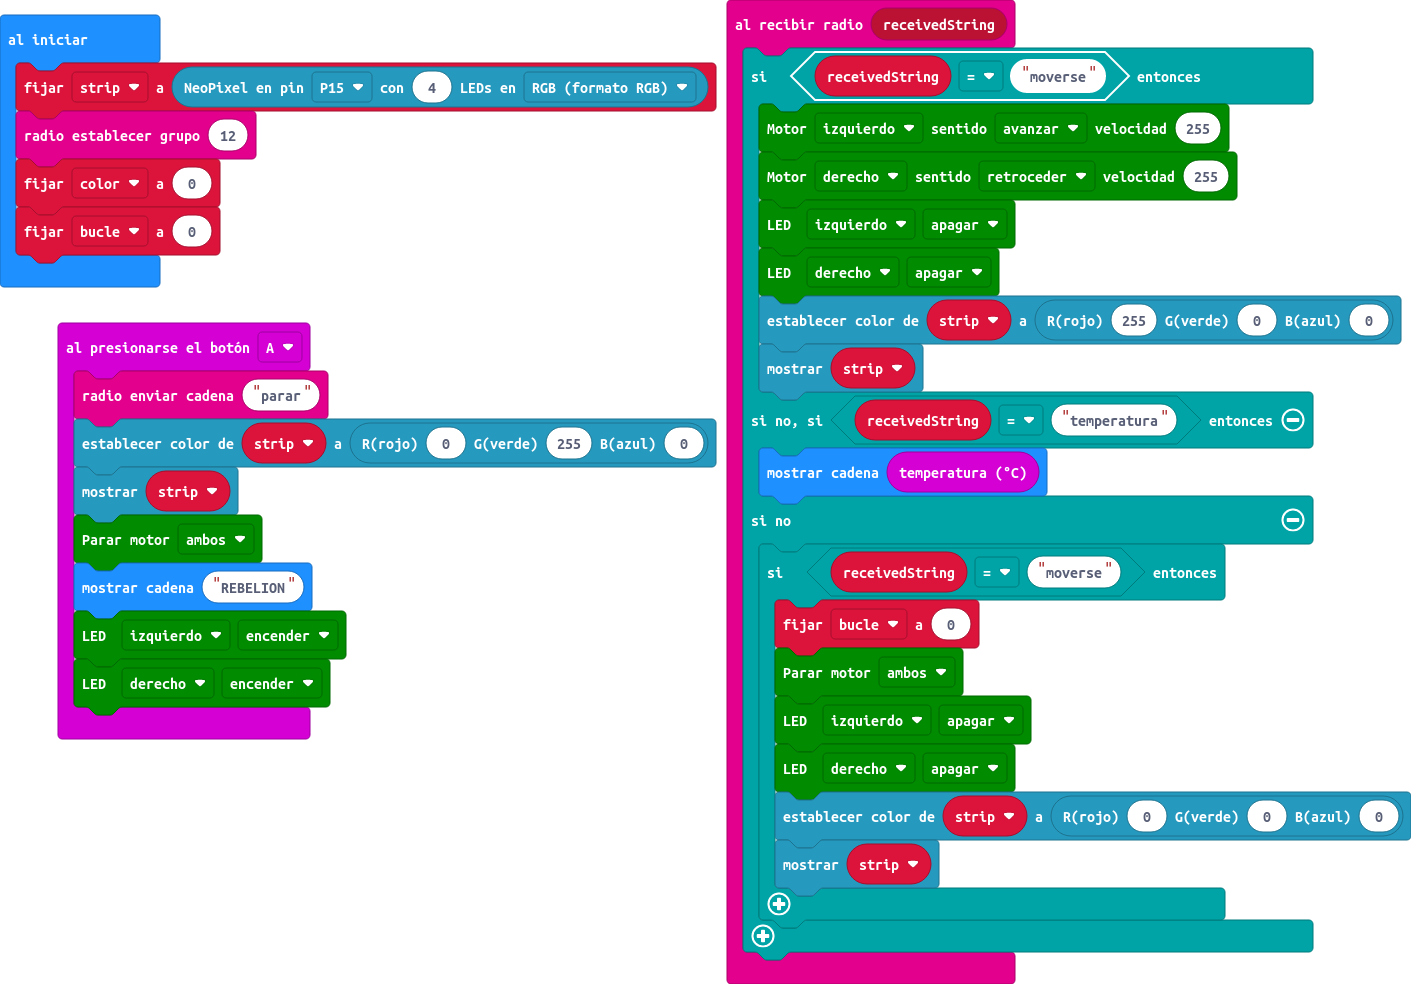 al iniciar
fijar strip a NeoPixel en pin P15 con 4 LEDs en RGB (formato RGB)
radio establecer grupo 12
fijar color a 0
fijar bucle a 0
al presionarse el botón A
radio enviar cadena "parar"
establecer color de strip a R(rojo) 0 G(verde) 255 B(azul) 0
mostrar strip
Parar motor ambos
mostrar cadena "REBELION"
LED izquierdo encender
LED derecho encender
al recibir radio receivedString
si receivedString = "moverse" entonces
Motor izquierdo sentido avanzar velocidad 255
Motor derecho sentido retroceder velocidad 255
LED izquierdo apagar
LED derecho apagar
establecer color de strip a R(rojo) 255 G(verde) 0 B(azul) 0
mostrar strip
si no, si receivedString = "temperatura" entonces
mostrar cadena temperatura (°C)
si no
si receivedString = "moverse" entonces
fijar bucle a 0
Parar motor ambos
LED izquierdo apagar
LED derecho apagar
establecer color de strip a R(rojo) 0 G(verde) 0 B(azul) 0
mostrar strip